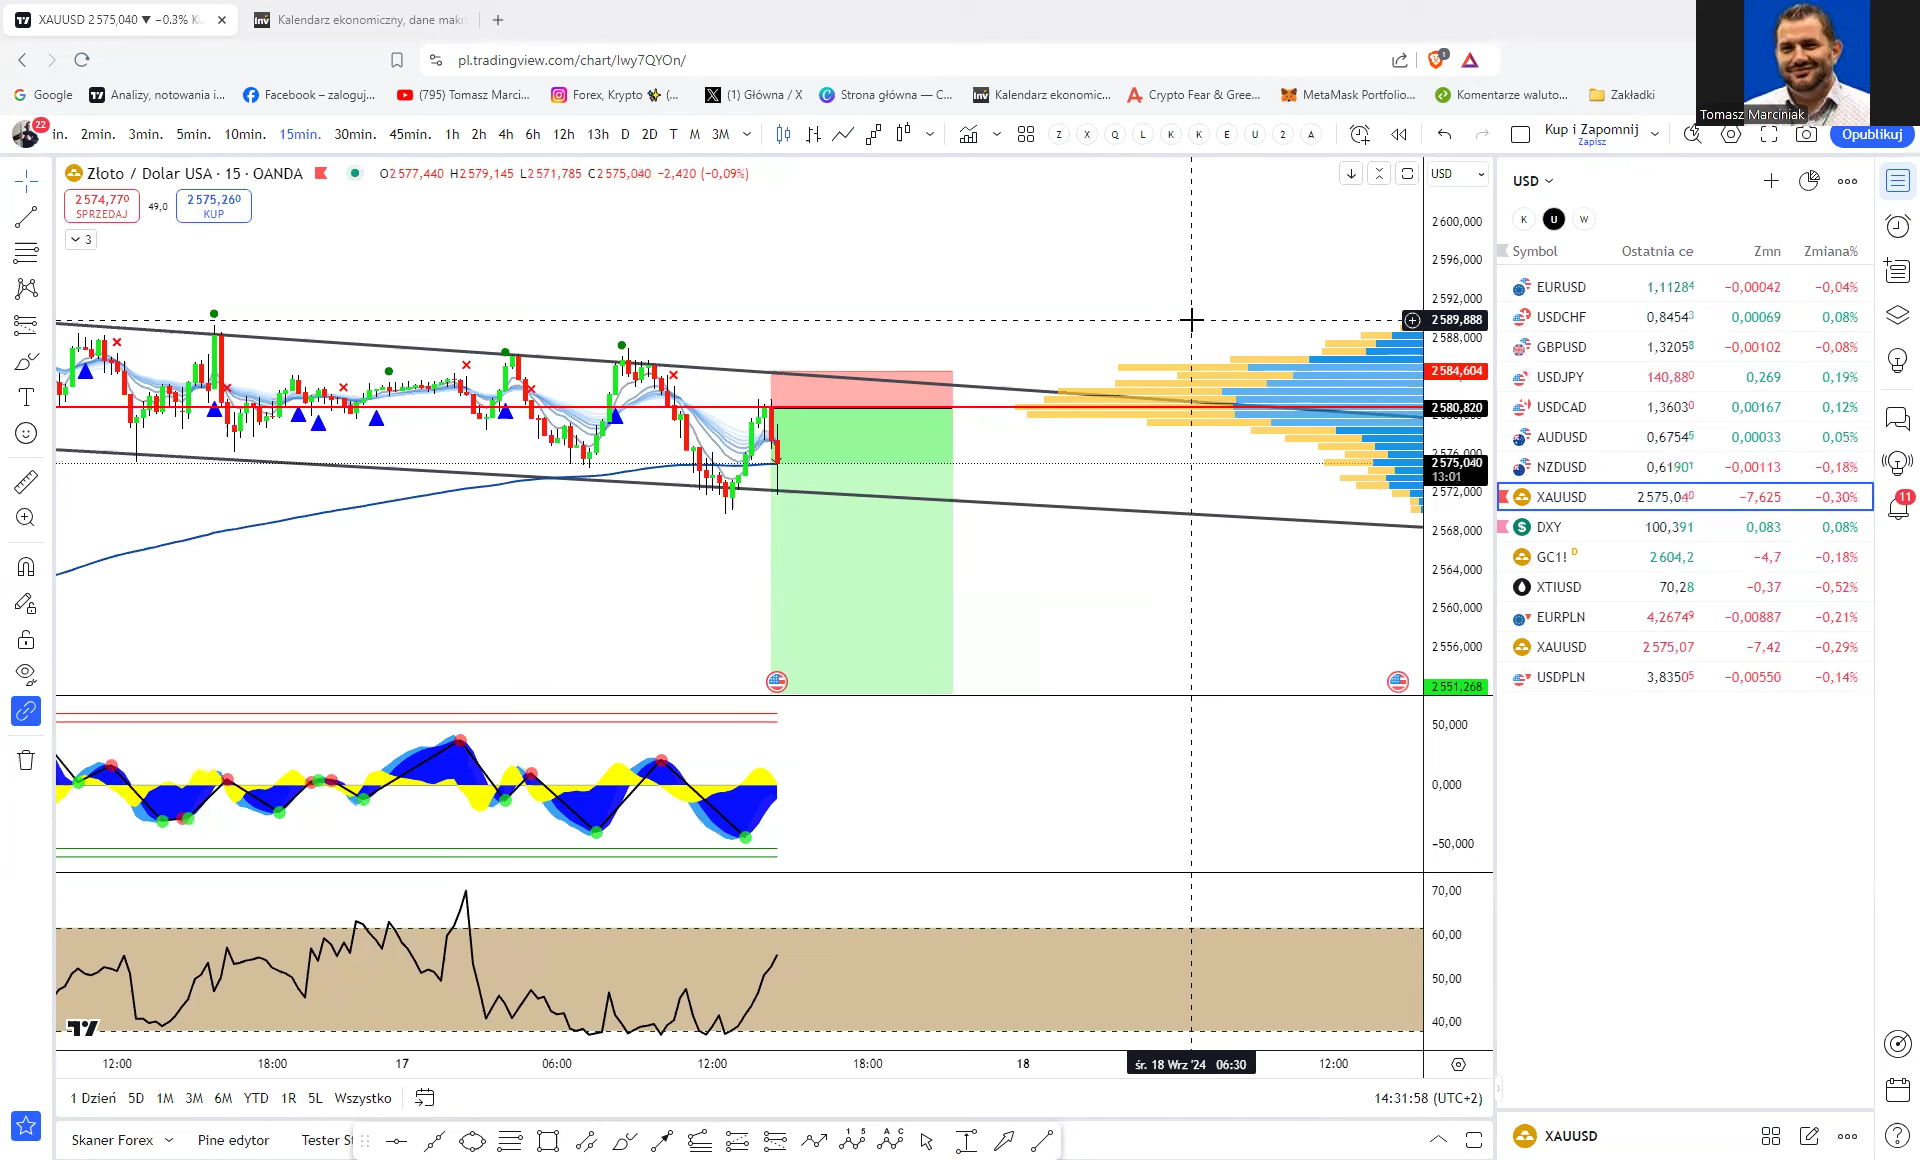 XAUUSD 2 575,040 ▼ −0.3% K
Kalendarz ekonomiczny, dane mak
pl.tradingview.com/chart/lwy7QYOn/
1
Google
Analizy, notowania i...
Facebook – zaloguj...
(795) Tomasz Marci...
Forex, Krypto (...
(1) Główna / X
Strona główna — C...
Kalendarz ekonomic...
Crypto Fear & Gree...
MetaMask Portfolio...
Komentarze waluto...
Zakładki
Tomasz Marciniak
22
in. 2min. 3min. 5min. 10min. 15min. 30min. 45min. 1h 2h 4h 6h 12h 13h D 2D T M 3M
Z X Q L K K E U 2 A
Kup i Zapomnij
Zapisz
Opublikuj
Złoto / Dolar USA · 15 · OANDA
O2 577,440 H2 579,145 L2 571,785 C2 575,040 −2,420 (−0,09%)
USD
2 574,770
SPRZEDAJ
49,0
2 575,260
KUP
3
2 600,000
2 596,000
2 592,000
2 589,888
2 588,000
2 584,604
2 580,820
2 576,000
2 575,040
13:01
2 572,000
2 568,000
2 564,000
2 560,000
2 556,000
2 551,268
50,000
0,000
−50,000
70,00
60,00
50,00
40,00
12:00
18:00
17
06:00
12:00
18:00
18
śr. 18 Wrz '24 06:30
12:00
1 Dzień 5D 1M 3M 6M YTD 1R 5L Wszystko
14:31:58 (UTC+2)
Skaner Forex
Pine edytor
Tester S
USD
K U W
Symbol Ostatnia ce Zmn Zmiana%
EURUSD 1,11284 −0,00042 −0,04%
USDCHF 0,84543 0,00069 0,08%
GBPUSD 1,32058 −0,00102 −0,08%
USDJPY 140,880 0,269 0,19%
USDCAD 1,36030 0,00167 0,12%
AUDUSD 0,67545 0,00033 0,05%
NZDUSD 0,61901 −0,00113 −0,18%
XAUUSD 2 575,040 −7,625 −0,30%
DXY 100,391 0,083 0,08%
GC1! D 2 604,2 −4,7 −0,18%
XTIUSD 70,28 −0,37 −0,52%
EURPLN 4,26749 −0,00887 −0,21%
XAUUSD 2 575,07 −7,42 −0,29%
USDPLN 3,83505 −0,00550 −0,14%
11
XAUUSD